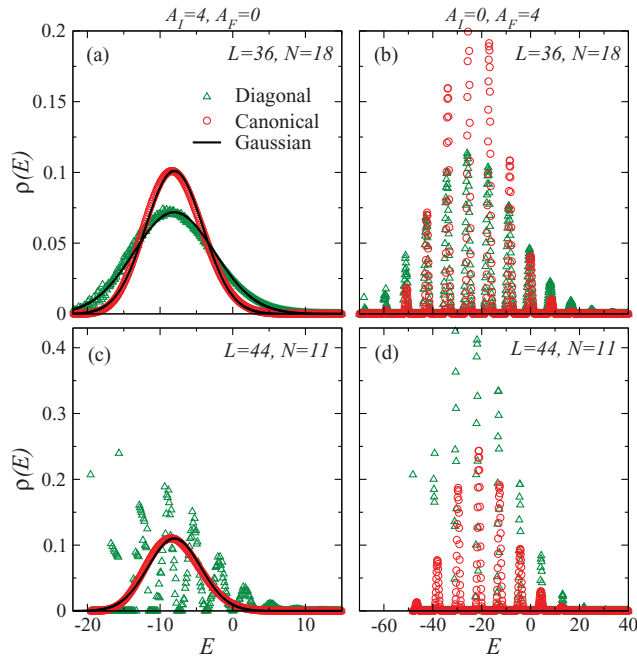 A_I=4, A_F=0
A_I=0, A_F=4
0.2
0.15
0.1
0.05
0
ρ(E)
(a)
L=36, N=18
Diagonal
Canonical
Gaussian
(b)
L=36, N=18
0.4
0.3
0.2
0.1
0
ρ(E)
(c)
L=44, N=11
(d)
L=44, N=11
-20 -10 0 10
-60 -40 -20 0 20 40
E
E